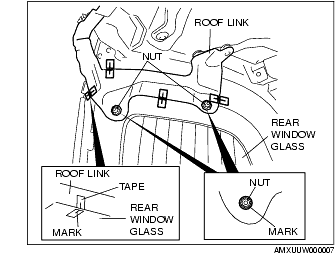 ROOF LINK
NUT
REAR
WINDOW
GLASS
ROOF LINK
TAPE
REAR
WINDOW
GLASS
MARK
NUT
MARK
AMXUUW000007